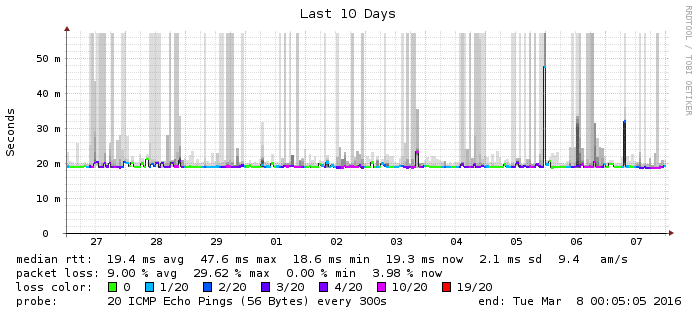 Last 10 Days
RRDTOOL / TOBI OETIKER
Seconds
50 m
40 m
30 m
20 m
10 m
0
27 28 29 01 02 03 04 05 06 07
median rtt: 19.4 ms avg 47.6 ms max 18.6 ms min 19.3 ms now 2.1 ms sd 9.4 am/s
packet loss: 9.00 % avg 29.62 % max 0.00 % min 3.98 % now
loss color: 0 1/20 2/20 3/20 4/20 10/20 19/20
probe: 20 ICMP Echo Pings (56 Bytes) every 300s end: Tue Mar 8 00:05:05 2016